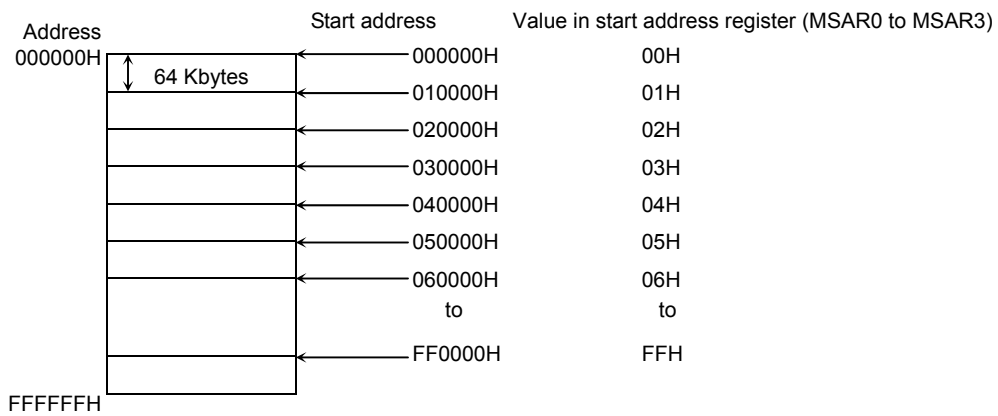 Start address Value in start address register (MSAR0 to MSAR3)
Address
000000H 000000H 00H
64 Kbytes
010000H 01H
020000H 02H
030000H 03H
040000H 04H
050000H 05H
060000H 06H
to to
FF0000H FFH
FFFFFFH